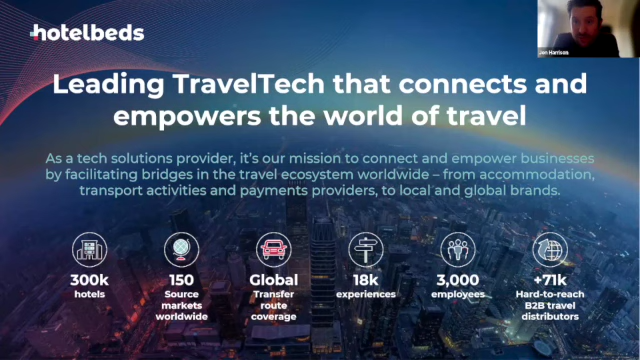 hotelbeds
Jon Harrison
Leading TravelTech that connects and
empowers the world of travel
As a tech solutions provider, it's our mission to connect and empower businesses
by facilitating bridges in the travel ecosystem worldwide – from accommodation,
transport activities and payments providers, to local and global brands.
300k
hotels
150
Source
markets
worldwide
Global
Transfer
route
coverage
18k
experiences
3,000
employees
+71k
Hard-to-reach
B2B travel
distributors